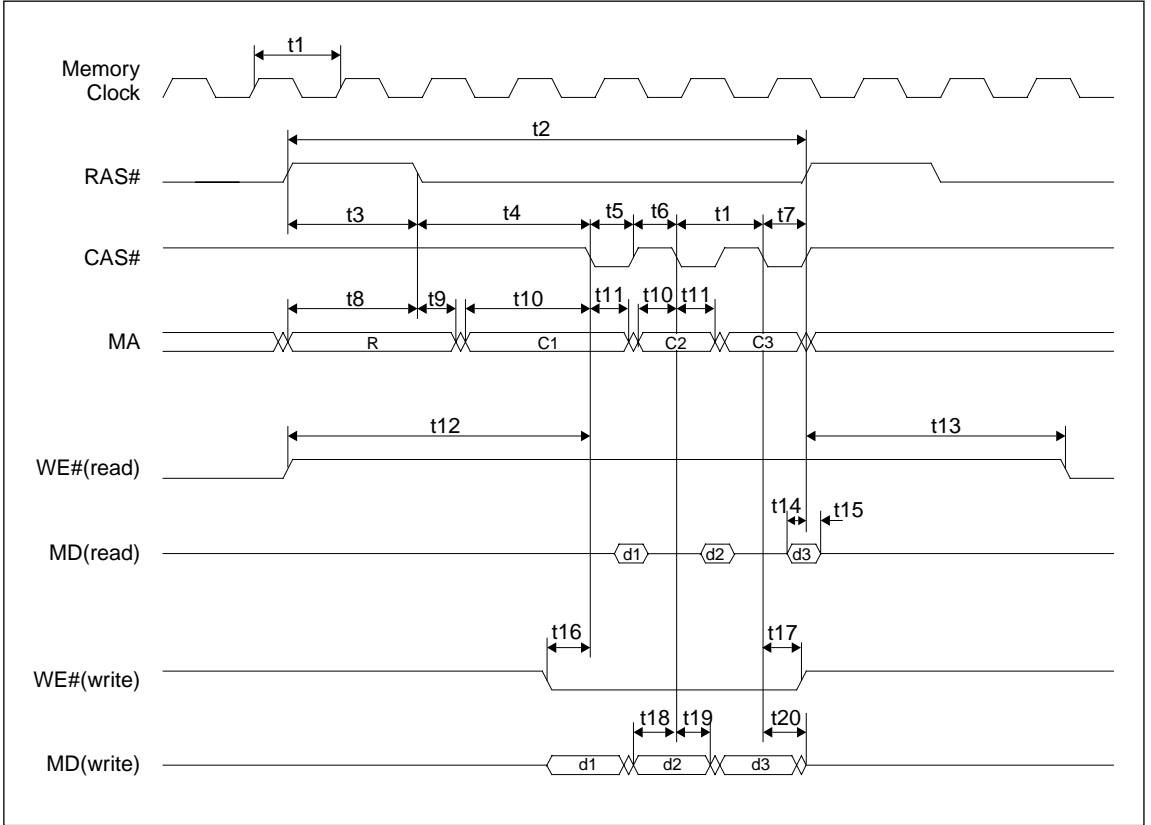 t1
Memory
Clock
t2
RAS#
t3 t4 t5 t6 t1 t7
CAS#
t8 t9 t10 t11 t10 t11
MA R C1 C2 C3
t12 t13
WE#(read)
t14 t15
MD(read) d1 d2 d3
t16 t17
WE#(write)
t18 t19 t20
MD(write) d1 d2 d3